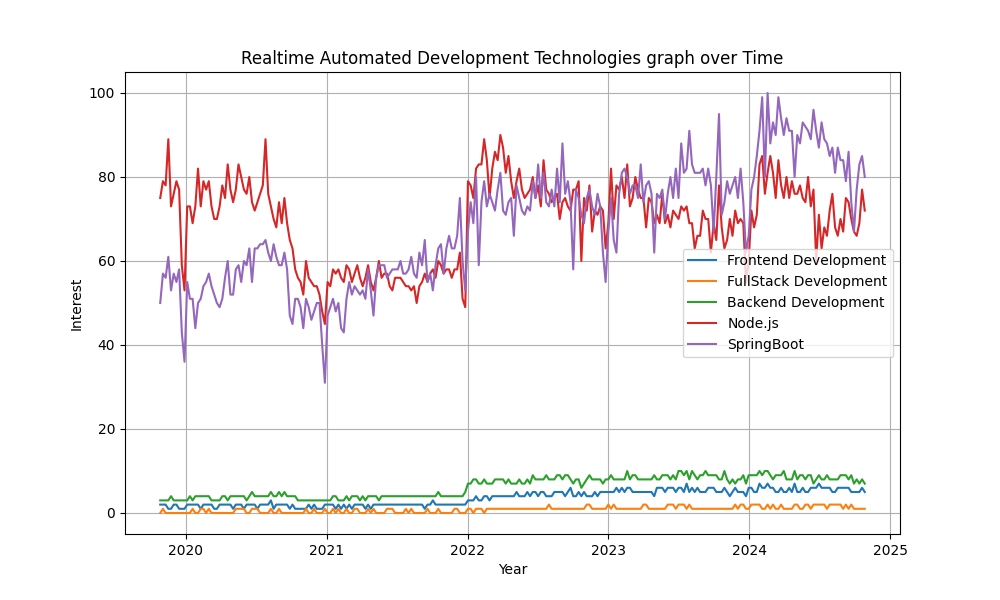 Realtime Automated Development Technologies graph over Time
100
80
60
40
20
0
Interest
Frontend Development
FullStack Development
Backend Development
Node.js
SpringBoot
2020 2021 2022 2023 2024 2025
Year